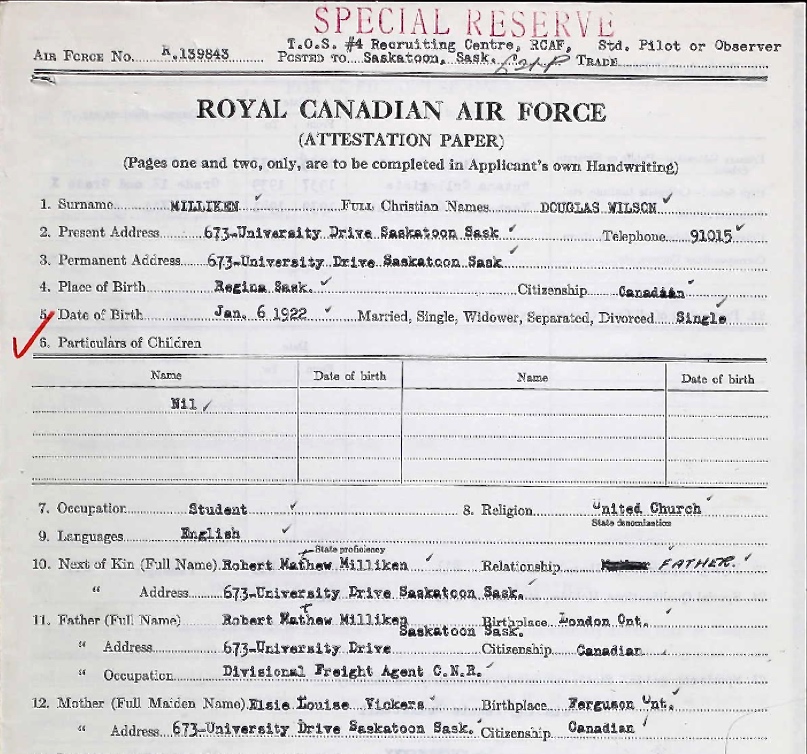 SPECIAL RESERVE
T.O.S. #4 Recruiting Centre, RCAF, Std. Pilot or Observer
AIR FORCE NO. R.139843 POSTED TO Saskatoon, Sask. TRADE
ROYAL CANADIAN AIR FORCE
(ATTESTATION PAPER)
(Pages one and two, only, are to be completed in Applicant's own Handwriting)
1. Surname MILLIKEN FULL Christian Names DOUGLAS WILSON
2. Present Address 673-University Drive Saskatoon Sask Telephone 91015
3. Permanent Address 673-University Drive Saskatoon Sask
4. Place of Birth Regina Sask. Citizenship Canadian
5. Date of Birth Jan. 6 1922 Married, Single, Widower, Separated, Divorced Single
6. Particulars of Children
Name Date of birth Name Date of birth
Nil
7. Occupation Student 8. Religion United Church
State denomination
9. Languages English
State proficiency
10. Next of Kin (Full Name) Robert Mathew Milliken Relationship FATHER.
" Address 673-University Drive Saskatoon Sask.
11. Father (Full Name) Robert Mathew Milliken Birthplace London Ont.
Saskatoon Sask.
" Address 673-University Drive Citizenship Canadian
" Occupation Divisional Freight Agent C.N.R.
12. Mother (Full Maiden Name) Elsie Louise Vickers Birthplace Ferguson Ont.
" Address 673-University Drive Saskatoon Sask. Citizenship Canadian